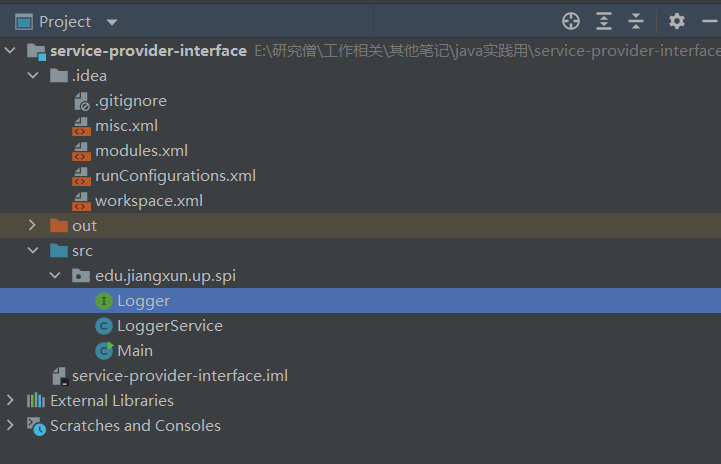 Project
service-provider-interface E:\研究僧\工作相关\其他笔记\java实践用\service-provider-interface
.idea
.gitignore
misc.xml
modules.xml
runConfigurations.xml
workspace.xml
out
src
edu.jiangxun.up.spi
I Logger
C LoggerService
C Main
service-provider-interface.iml
External Libraries
Scratches and Consoles